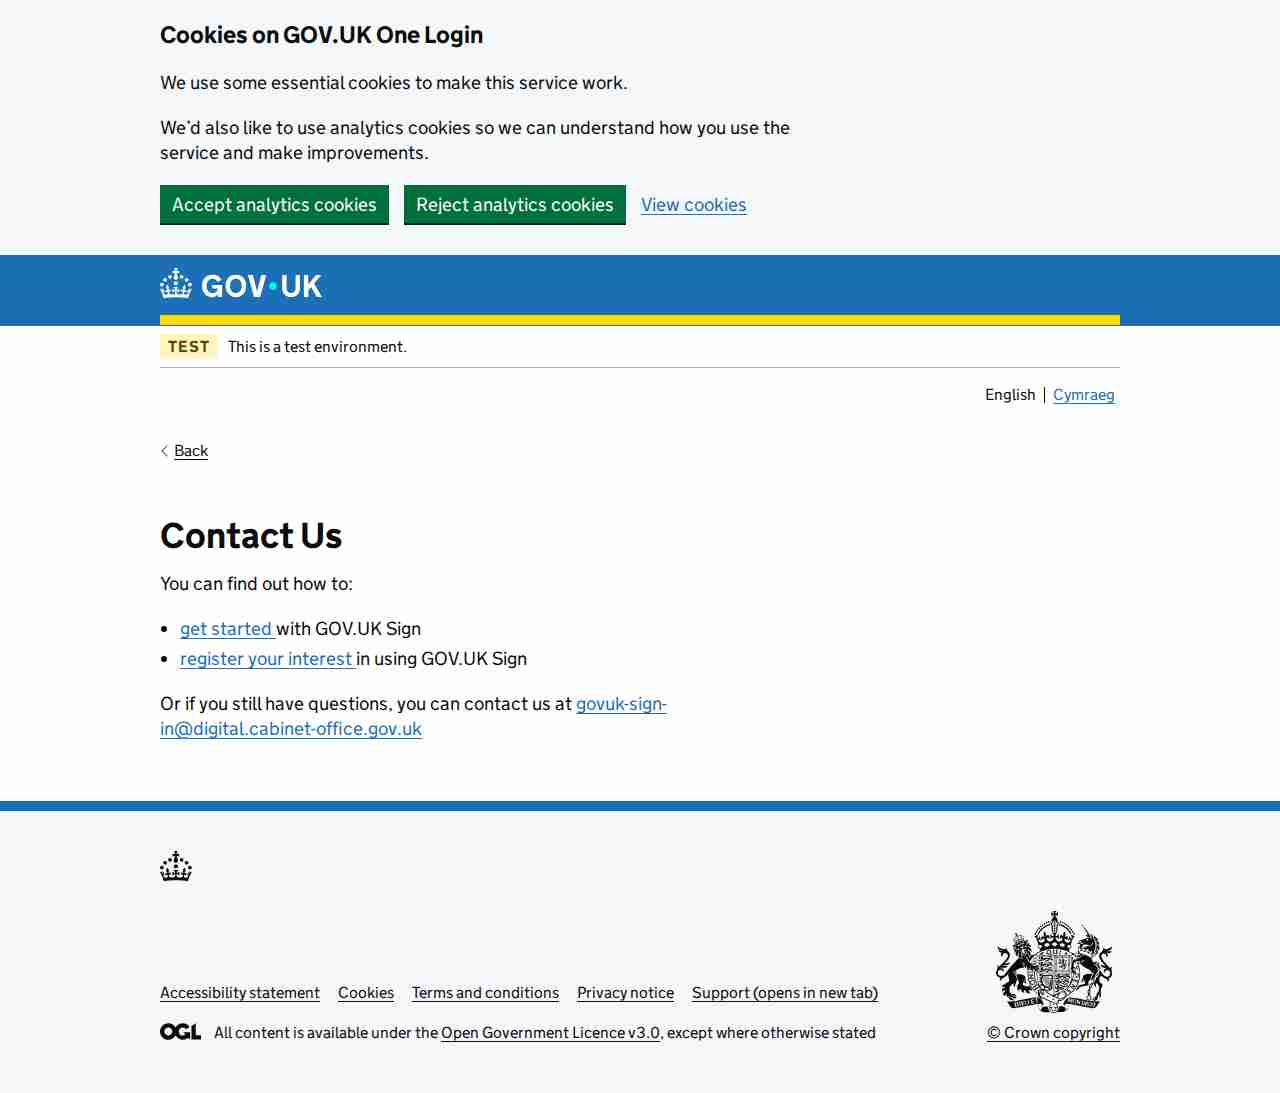 Cookies on GOV.UK One Login
We use some essential cookies to make this service work.
We'd also like to use analytics cookies so we can understand how you use the
service and make improvements.
Accept analytics cookies Reject analytics cookies View cookies
GOV·UK
TEST This is a test environment.
English Cymraeg
Back
Contact Us
You can find out how to:
• get started with GOV.UK Sign
• register your interest in using GOV.UK Sign
Or if you still have questions, you can contact us at govuk-sign-
in@digital.cabinet-office.gov.uk
Accessibility statement Cookies Terms and conditions Privacy notice Support (opens in new tab)
OGL All content is available under the Open Government Licence v3.0, except where otherwise stated
© Crown copyright